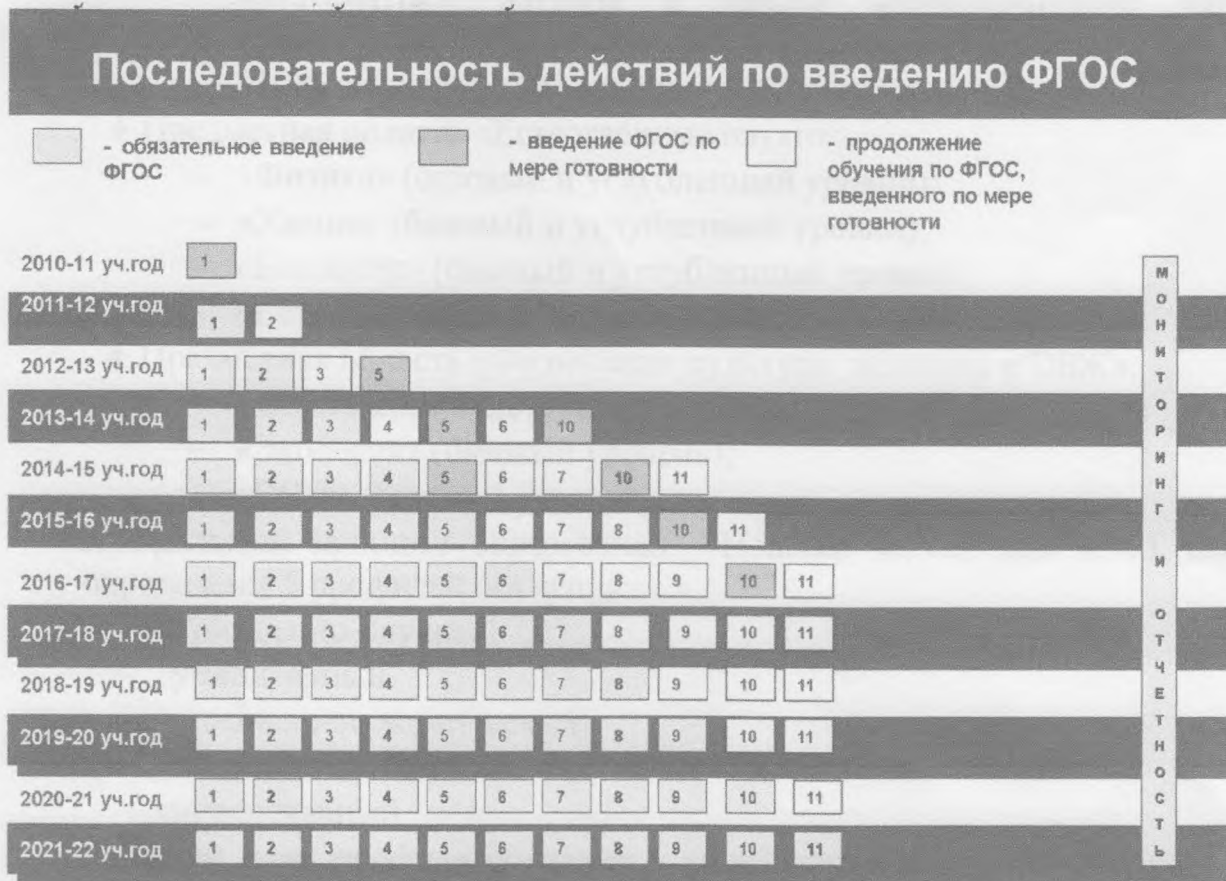 Последовательность действий по введению ФГОС
- обязательное введение
ФГОС
- введение ФГОС по
мере готовности
- продолжение
обучения по ФГОС,
введенного по мере
готовности
2010-11 уч.год 1
2011-12 уч.год 1 2
2012-13 уч.год 1 2 3 5
2013-14 уч.год 1 2 3 4 5 6 10
2014-15 уч.год 1 2 3 4 5 6 7 10 11
2015-16 уч.год 1 2 3 4 5 6 7 8 10 11
2016-17 уч.год 1 2 3 4 5 6 7 8 9 10 11
2017-18 уч.год 1 2 3 4 5 6 7 8 9 10 11
2018-19 уч.год 1 2 3 4 5 6 7 8 9 10 11
2019-20 уч.год 1 2 3 4 5 6 7 8 9 10 11
2020-21 уч.год 1 2 3 4 5 6 7 8 9 10 11
2021-22 уч.год 1 2 3 4 5 6 7 8 9 10 11
МОНИТОРИНГ И ОТЧЕТНОСТЬ